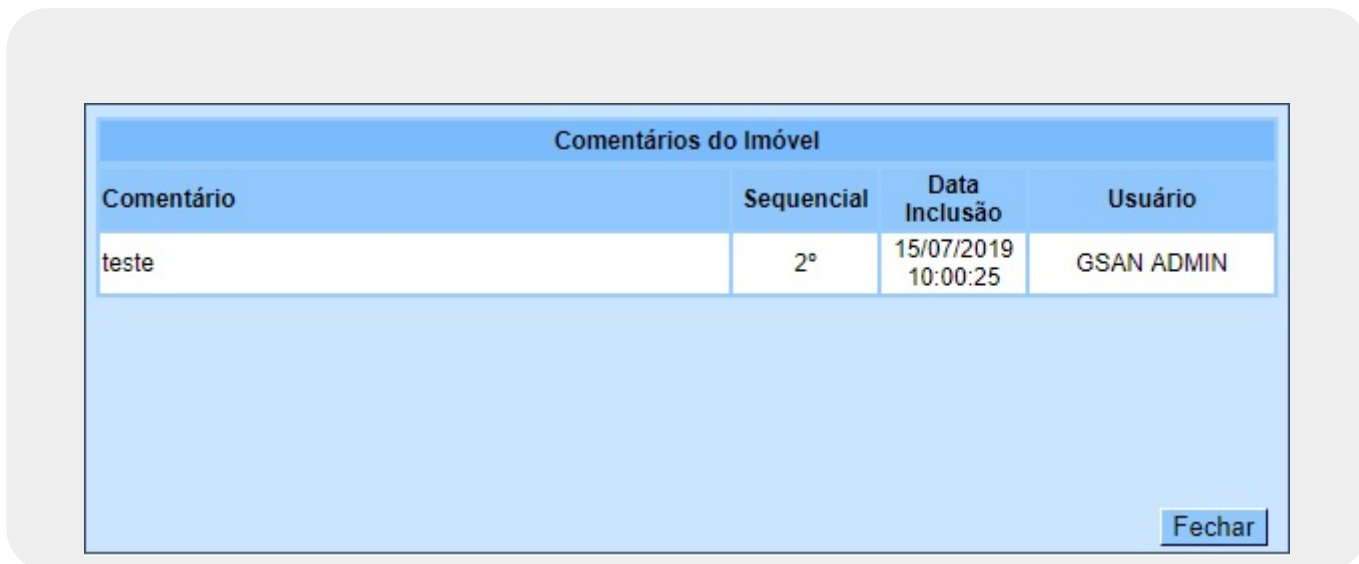 Comentários do Imóvel
Comentário Sequencial Data Inclusão Usuário
teste 2º 15/07/2019 10:00:25 GSAN ADMIN
Fechar